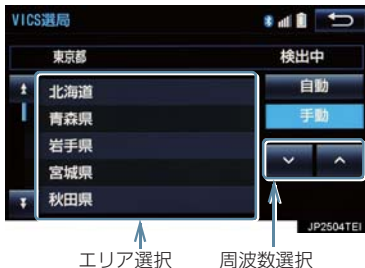 VICS選局
東京都 検出中
北海道 自動
青森県 手動
岩手県
宮城県
秋田県
JP2504TEI
エリア選択 周波数選択